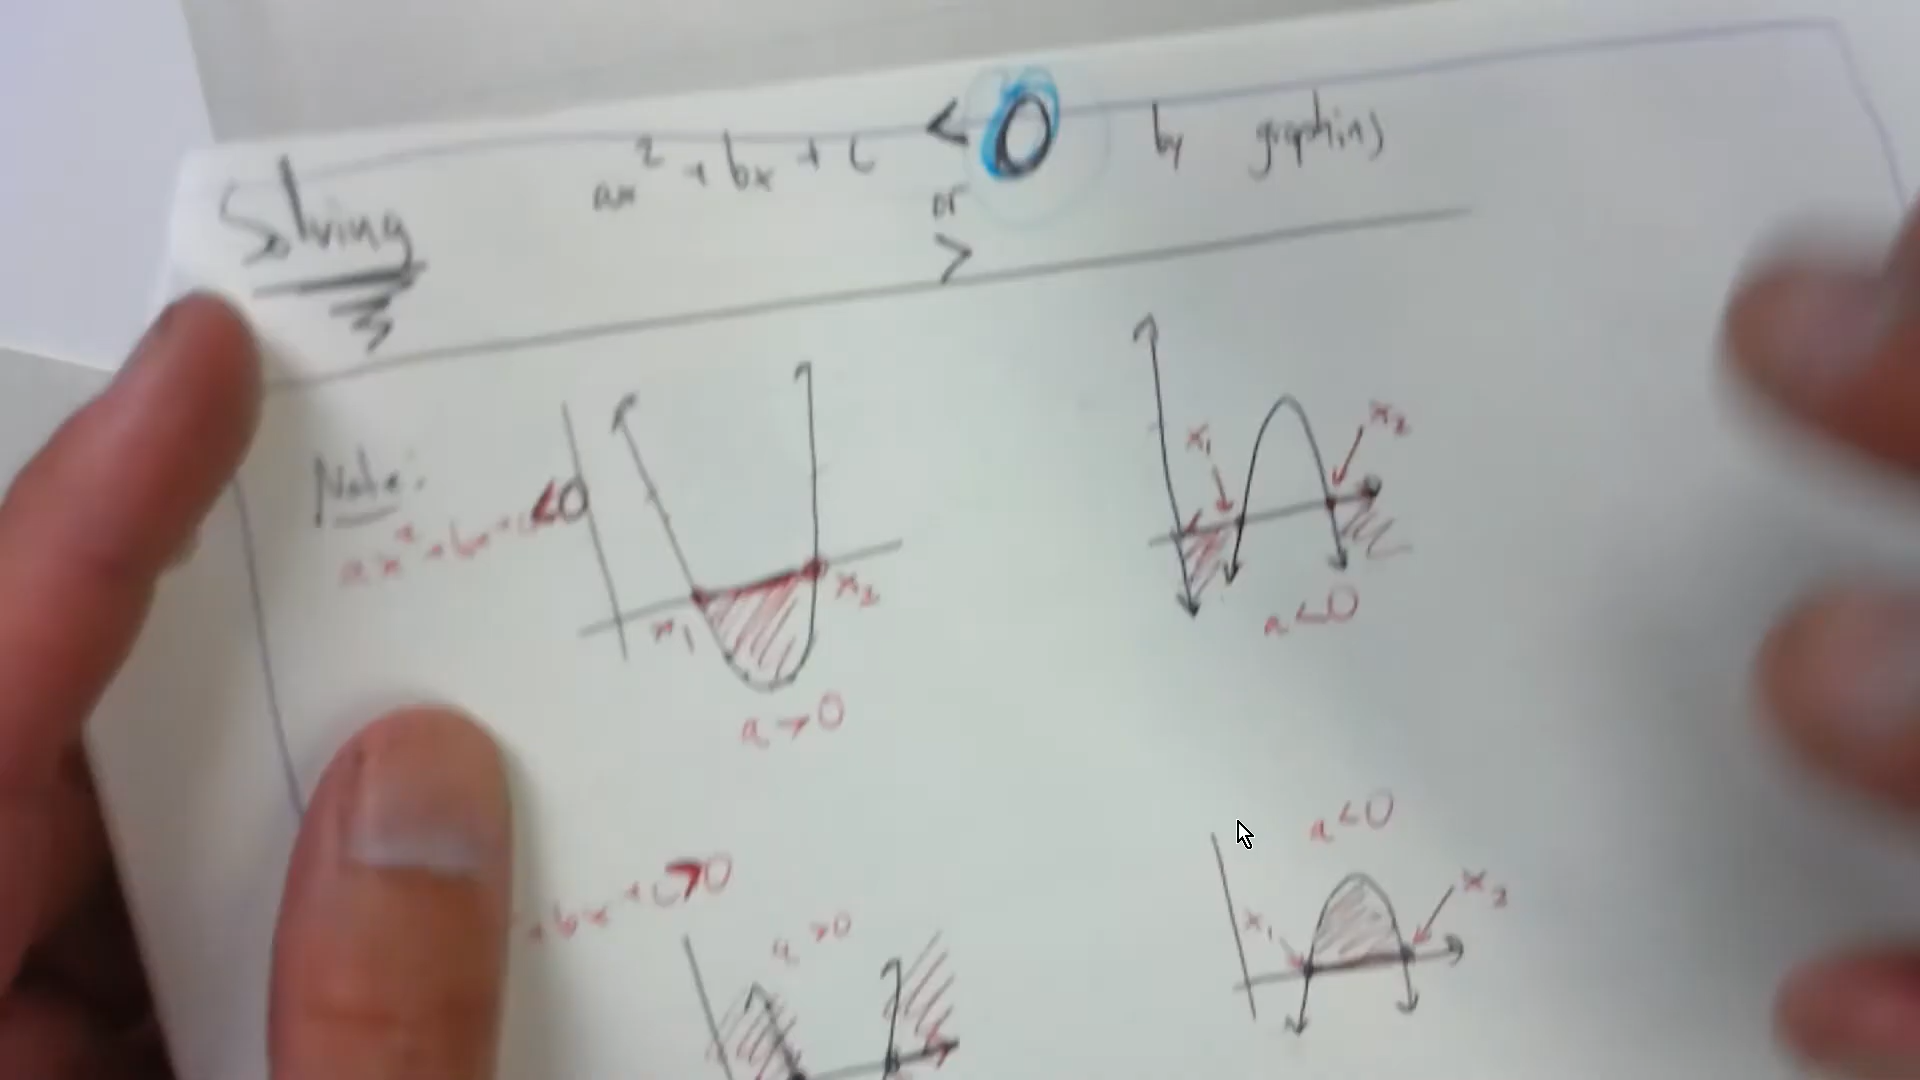 Solving ax² + bx + c < 0 by graphing
or
>
Note:
ax² + bx + c <0
x₁
x₂
a > 0
x₁
x₂
a < 0
+ bx + c >0
a >0
a < 0
x₁
x₂